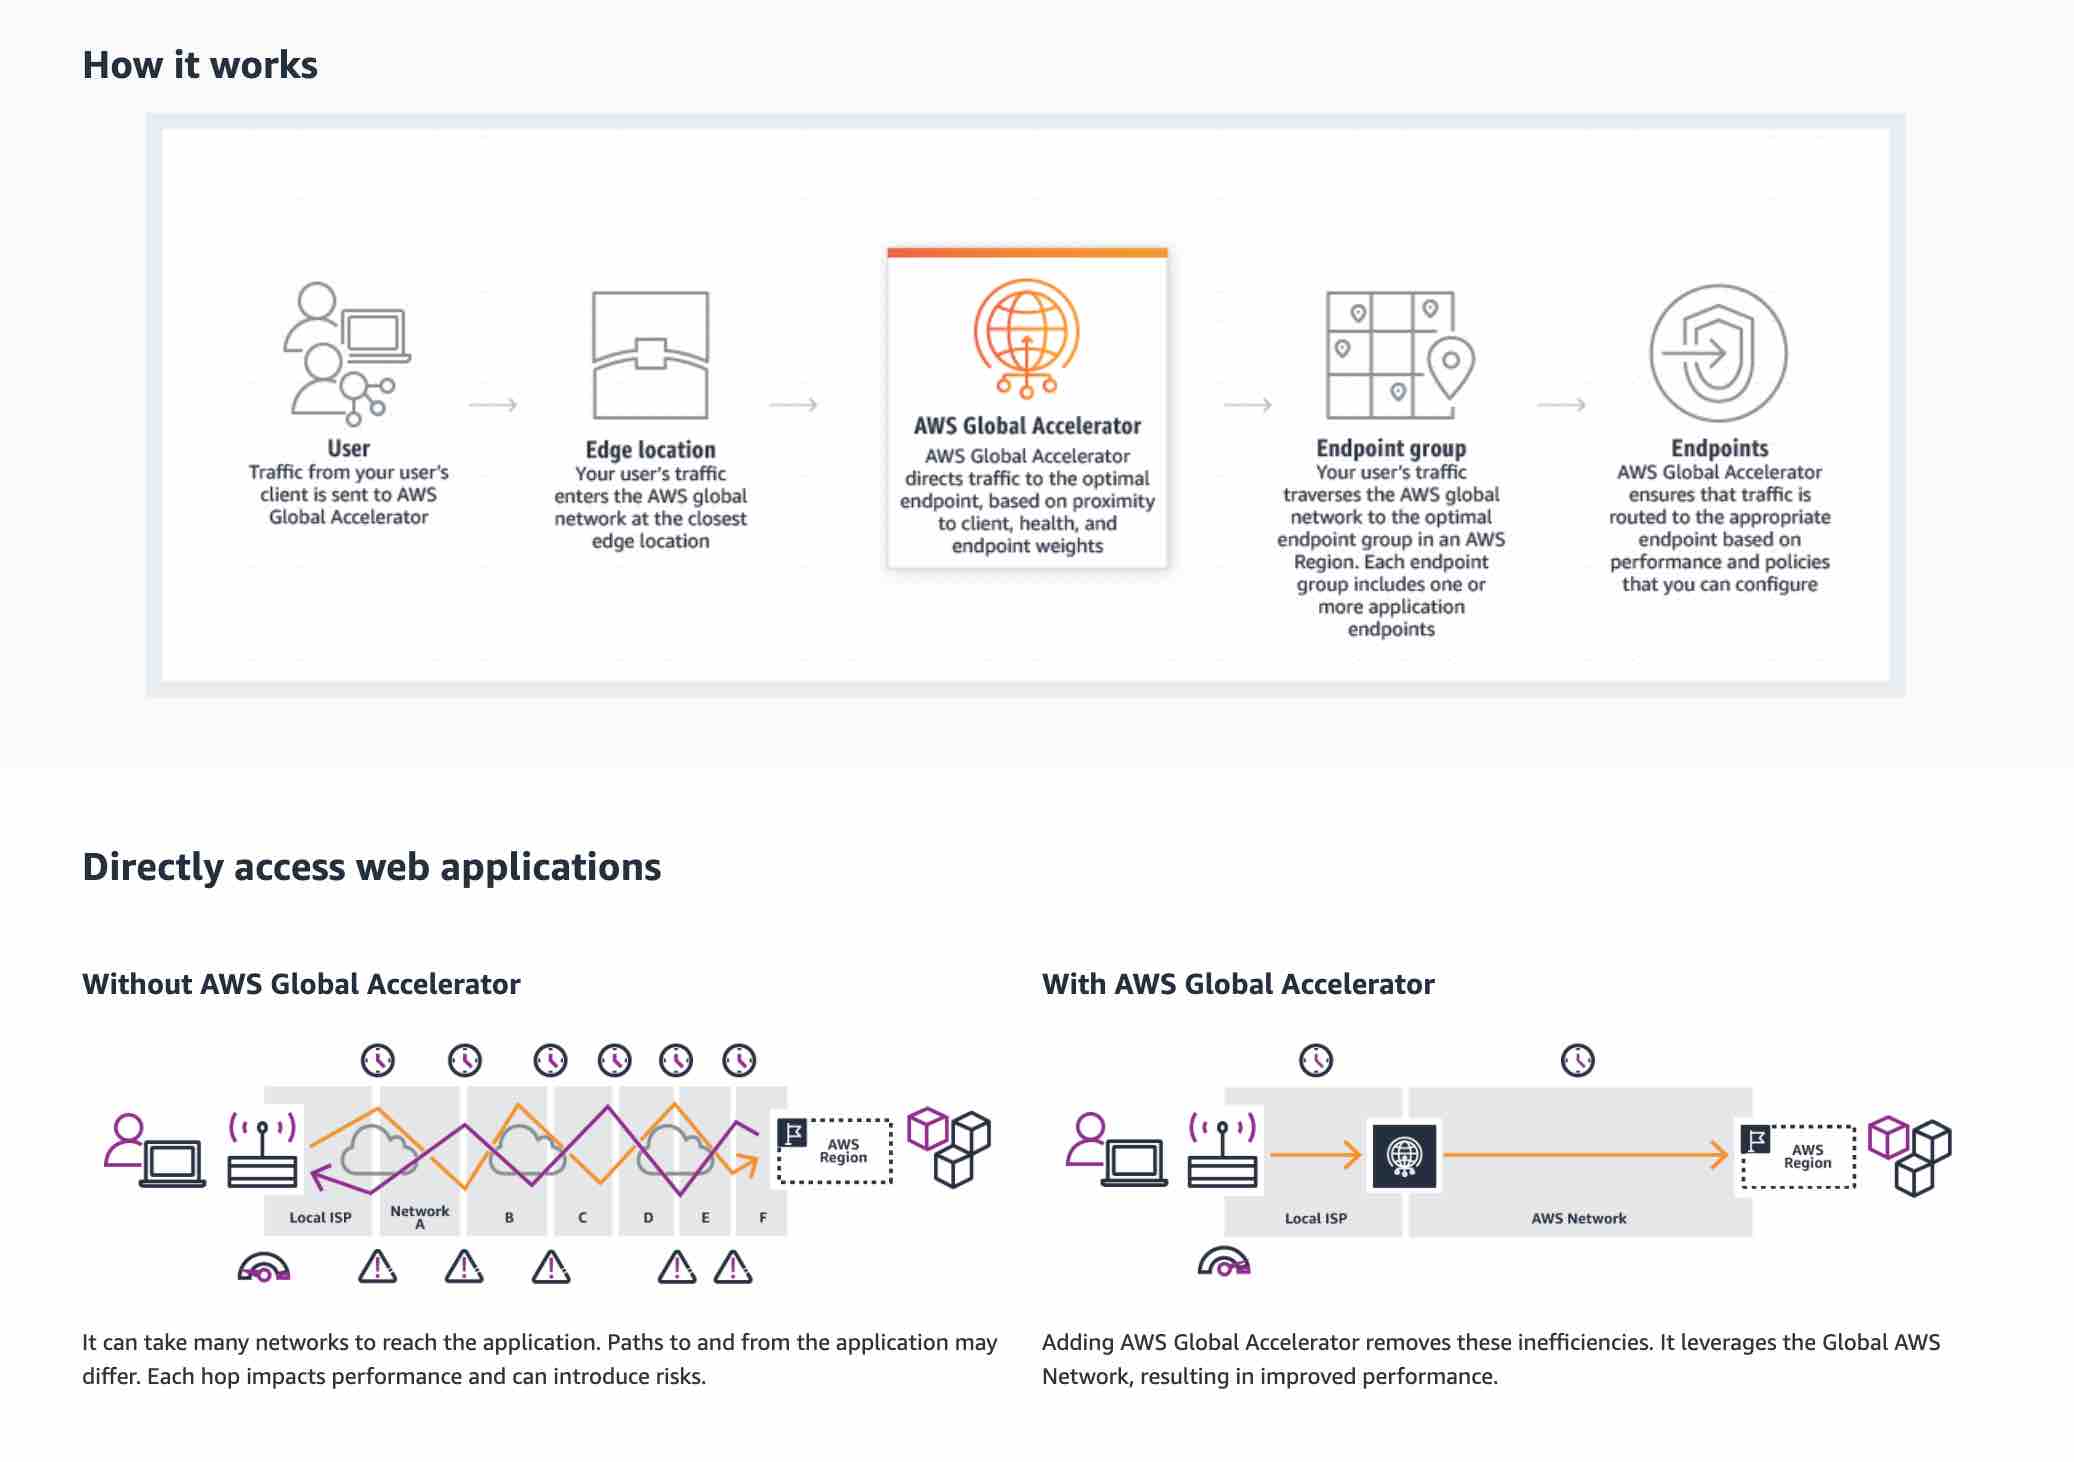 How it works
User
Traffic from your user's
client is sent to AWS
Global Accelerator
Edge location
Your user's traffic
enters the AWS global
network at the closest
edge location
AWS Global Accelerator
AWS Global Accelerator
directs traffic to the optimal
endpoint, based on proximity
to client, health, and
endpoint weights
Endpoint group
Your user's traffic
traverses the AWS global
network to the optimal
endpoint group in an AWS
Region. Each endpoint
group includes one or
more application
endpoints
Endpoints
AWS Global Accelerator
ensures that traffic is
routed to the appropriate
endpoint based on
performance and policies
that you can configure
Directly access web applications
Without AWS Global Accelerator
AWS
Region
Local ISP
Network
A
B
C
D
E
F
It can take many networks to reach the application. Paths to and from the application may
differ. Each hop impacts performance and can introduce risks.
With AWS Global Accelerator
AWS
Region
Local ISP
AWS Network
Adding AWS Global Accelerator removes these inefficiencies. It leverages the Global AWS
Network, resulting in improved performance.